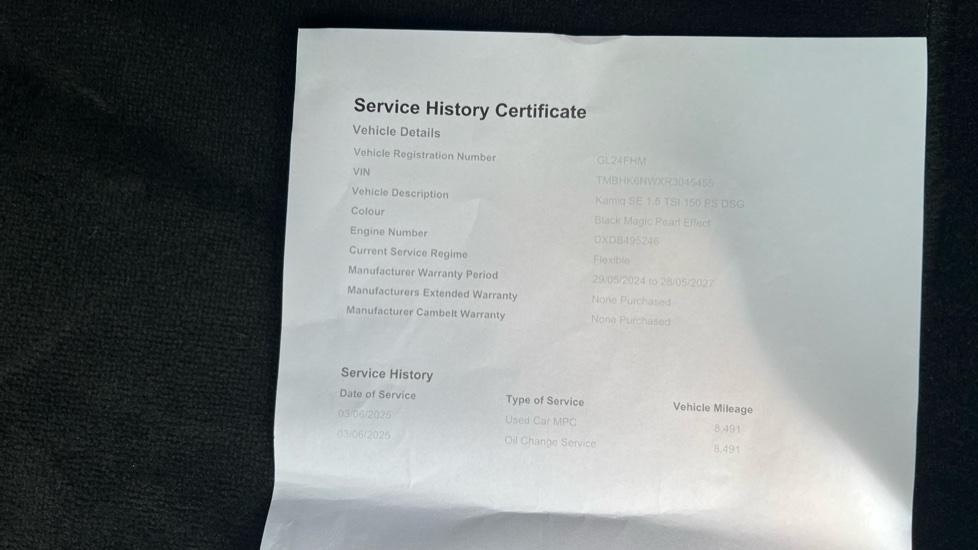 Service History Certificate
Vehicle Details
Vehicle Registration Number GL24FHM
VIN TMBHK6NWXR3045455
Vehicle Description Kamiq SE 1.5 TSI 150 PS DSG
Colour Black Magic Pearl Effect
Engine Number DXDB495246
Current Service Regime Flexible
Manufacturer Warranty Period 29/05/2024 to 28/05/2027
Manufacturers Extended Warranty None Purchased
Manufacturer Cambelt Warranty None Purchased
Service History
Date of Service Type of Service Vehicle Mileage
03/06/2025 Used Car MPC 8,491
03/06/2025 Oil Change Service 8,491